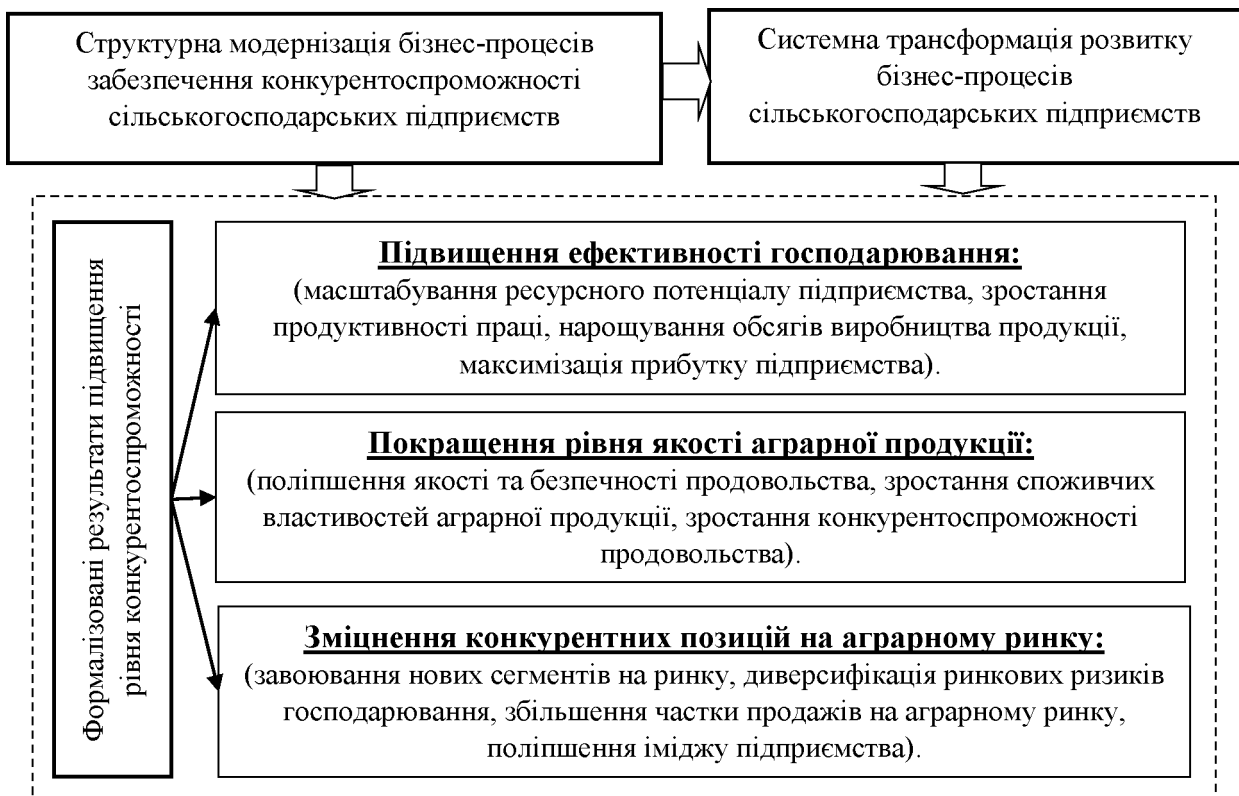 Структурна модернізація бізнес-процесів
забезпечення конкурентоспроможності
сільськогосподарських підприємств
Системна трансформація розвитку
бізнес-процесів
сільськогосподарських підприємств
Формалізовані результати підвищення
рівня конкурентоспроможності
Підвищення ефективності господарювання:
(масштабування ресурсного потенціалу підприємства, зростання
продуктивності праці, нарощування обсягів виробництва продукції,
максимізація прибутку підприємства).
Покращення рівня якості аграрної продукції:
(поліпшення якості та безпечності продовольства, зростання споживчих
властивостей аграрної продукції, зростання конкурентоспроможності
продовольства).
Зміцнення конкурентних позицій на аграрному ринку:
(завоювання нових сегментів на ринку, диверсифікація ринкових ризиків
господарювання, збільшення частки продажів на аграрному ринку,
поліпшення іміджу підприємства).